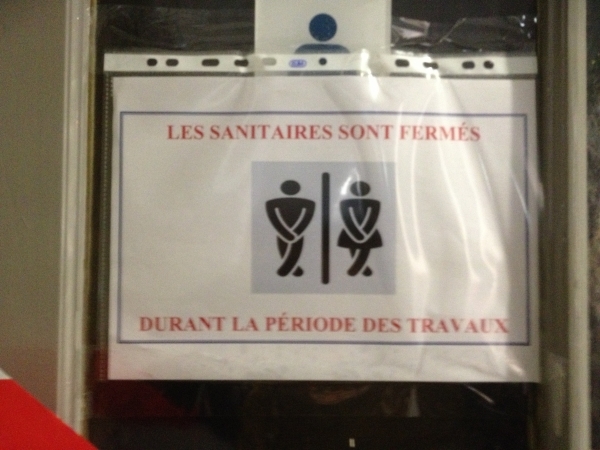 LES SANITAIRES SONT FERMÉS
DURANT LA PÉRIODE DES TRAVAUX